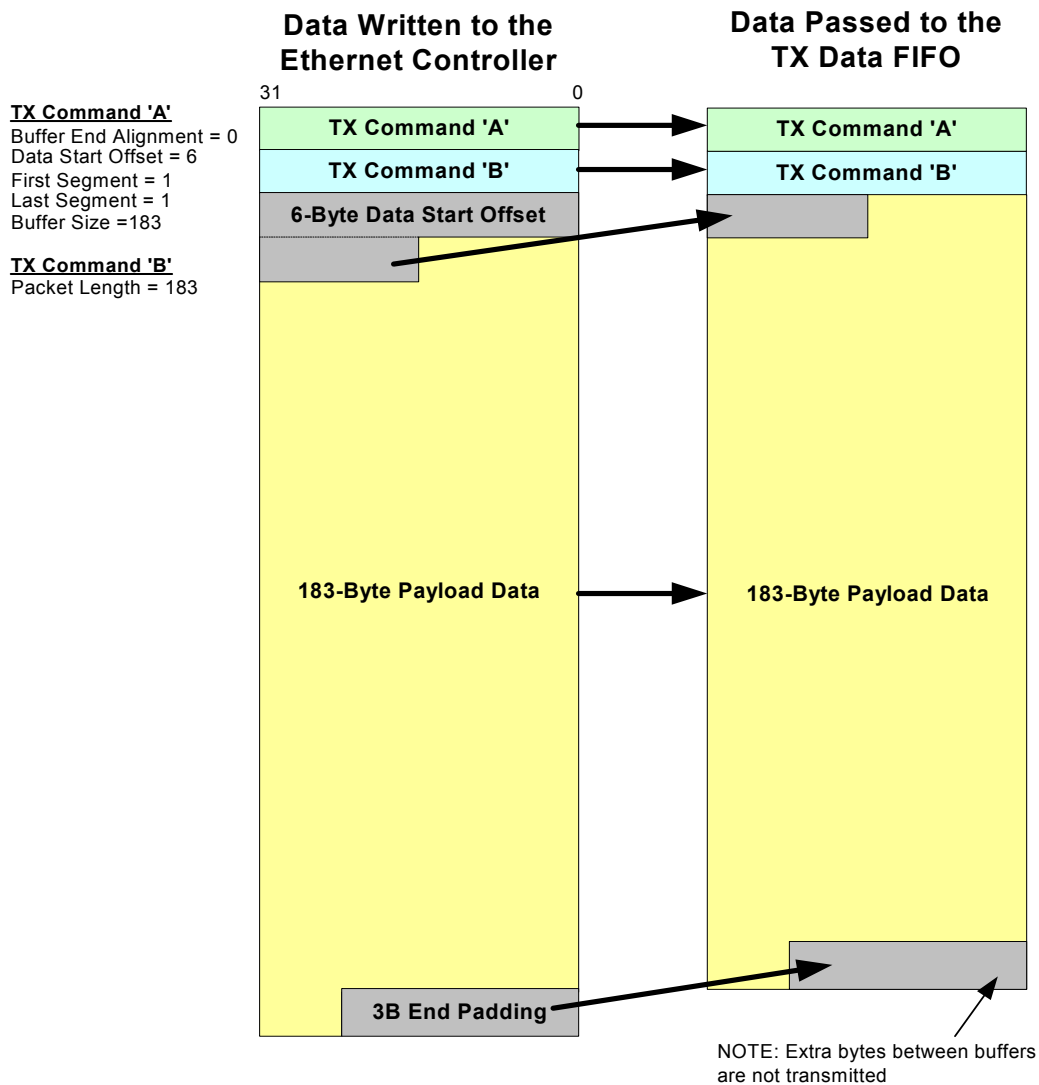 Data Written to the
Ethernet Controller
Data Passed to the
TX Data FIFO
31
0
TX Command 'A'
Buffer End Alignment = 0
Data Start Offset = 6
First Segment = 1
Last Segment = 1
Buffer Size =183
TX Command 'B'
Packet Length = 183
TX Command 'A'
TX Command 'B'
6-Byte Data Start Offset
183-Byte Payload Data
3B End Padding
TX Command 'A'
TX Command 'B'
183-Byte Payload Data
NOTE: Extra bytes between buffers
are not transmitted